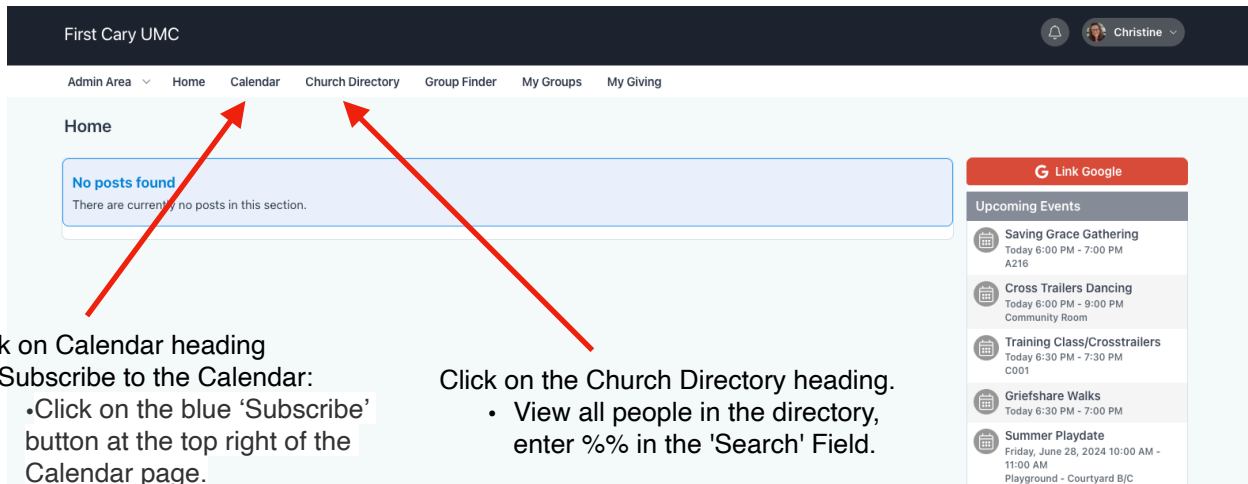 First Cary UMC
Christine
Admin Area Home Calendar Church Directory Group Finder My Groups My Giving
Home
No posts found
There are currently no posts in this section.
G Link Google
Upcoming Events
Saving Grace Gathering
Today 6:00 PM - 7:00 PM
A216
Cross Trailers Dancing
Today 6:00 PM - 9:00 PM
Community Room
Training Class/Crosstrailers
Today 6:30 PM - 7:30 PM
C001
Griefshare Walks
Today 6:30 PM - 7:00 PM
Summer Playdate
Friday, June 28, 2024 10:00 AM -
11:00 AM
Playground - Courtyard B/C
k on Calendar heading
Subscribe to the Calendar:
•Click on the blue ‘Subscribe’
button at the top right of the
Calendar page.
Click on the Church Directory heading.
• View all people in the directory,
enter %% in the 'Search' Field.